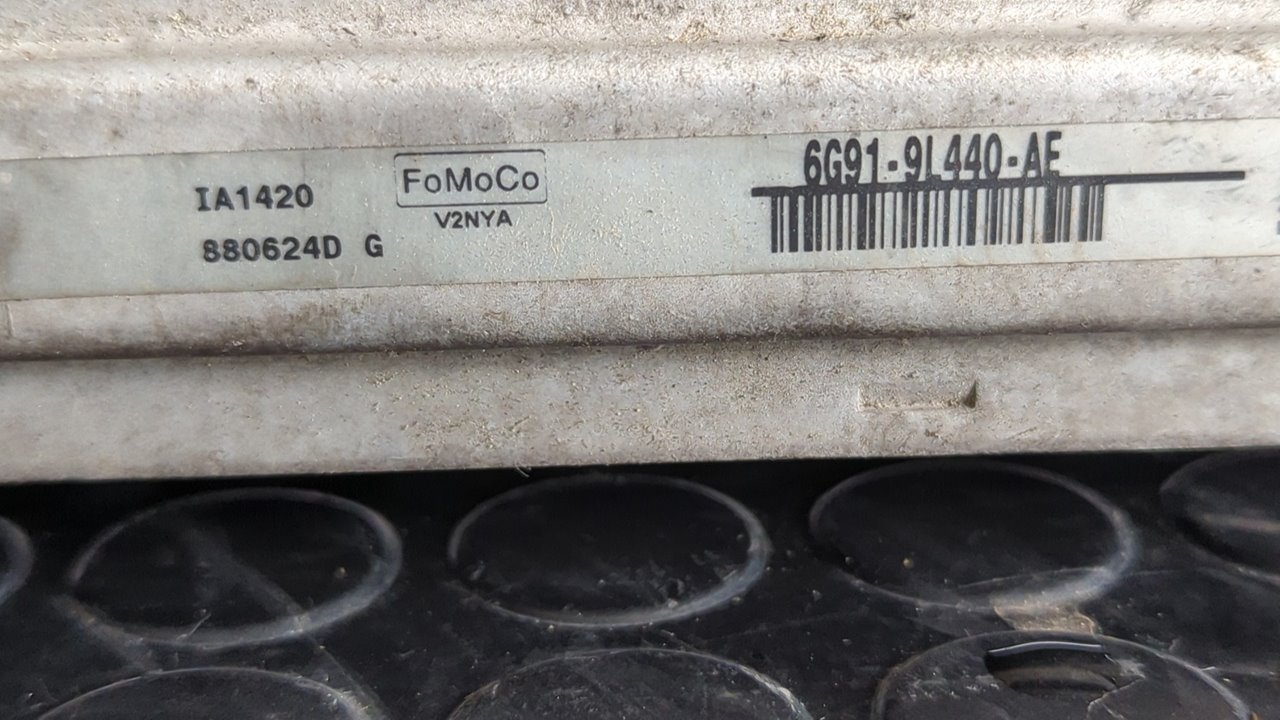 IA1420
880624D G
FoMoCo
V2NYA
6G91-9L440-AE